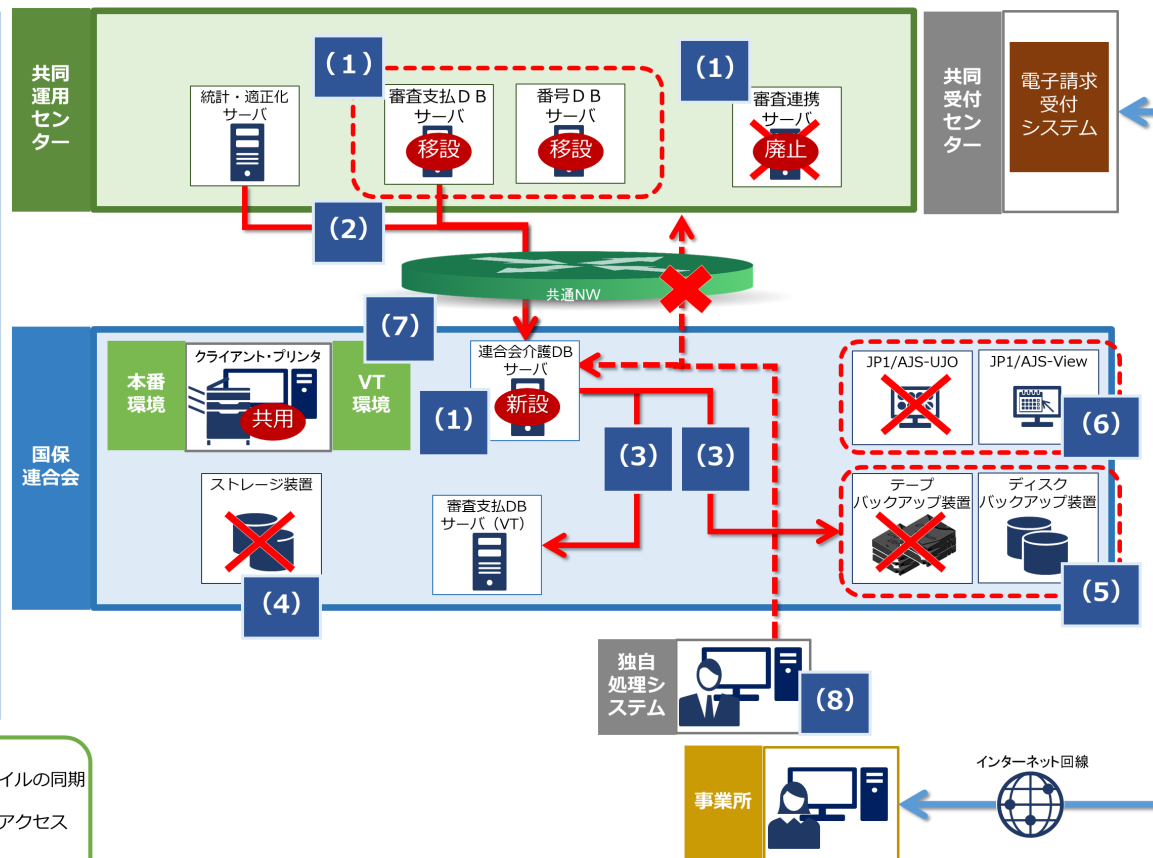 共同
運用
セン
ター
(1)
(1)
統計・適正化
サーバ
審査支払DB
サーバ
移設
番号DB
サーバ
移設
審査連携
サーバ
廃止
(2)
共同
受付
セン
ター
電子請求
受付
システム
共通NW
国保
連合会
(7)
本番
環境
クライアント・プリンタ
共用
VT
環境
(1)
連合会介護DB
サーバ
新設
(3)
(3)
JP1/AJS-UJO
JP1/AJS-View
(6)
ストレージ装置
(4)
審査支払DB
サーバ(VT)
テープ
バックアップ装置
ディスク
バックアップ装置
(5)
独自
処理シ
ステム
(8)
イルの同期
アクセス
事業所
インターネット回線